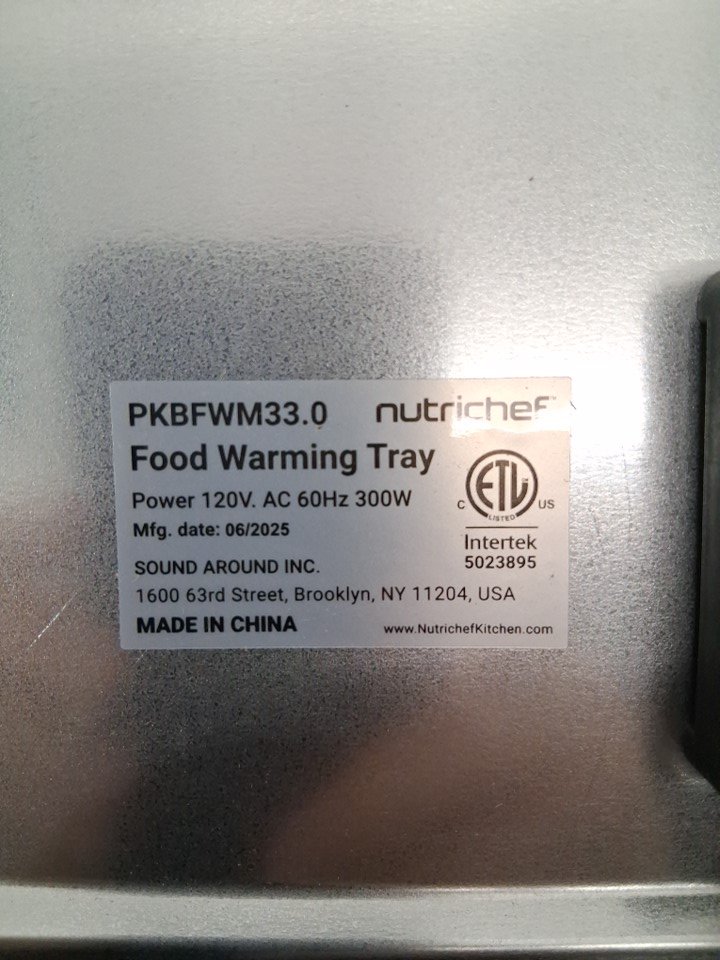 PKBFWM33.0 nutrichef™
Food Warming Tray
Power 120V. AC 60Hz 300W
Mfg. date: 06/2025
C ETL US
LISTED
Intertek
5023895
SOUND AROUND INC.
1600 63rd Street, Brooklyn, NY 11204, USA
MADE IN CHINA www.NutrichefKitchen.com